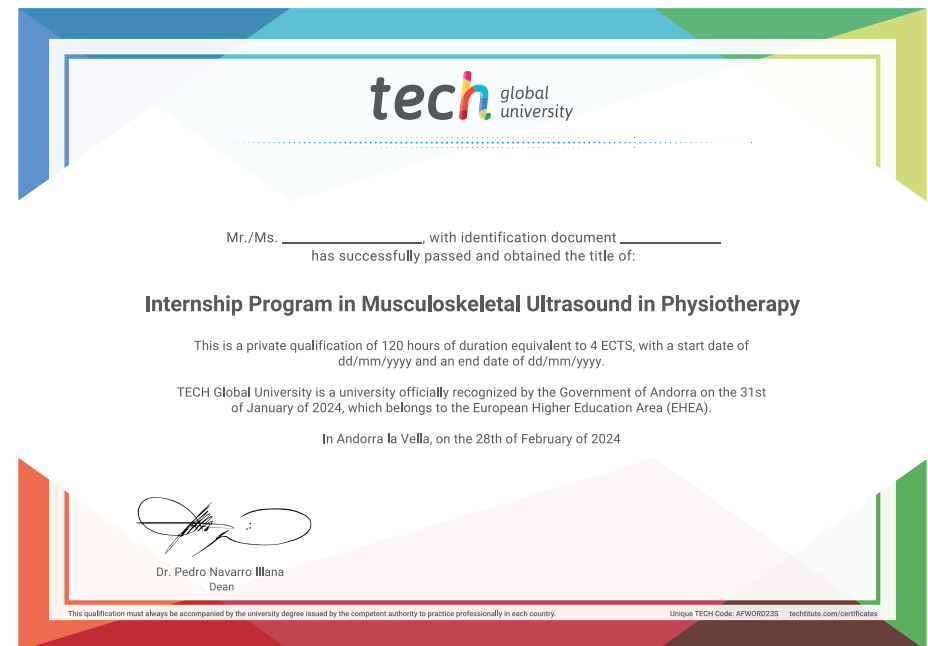 tech global university
Mr./Ms. ____________________, with identification document ______________
has successfully passed and obtained the title of:
Internship Program in Musculoskeletal Ultrasound in Physiotherapy
This is a private qualification of 120 hours of duration equivalent to 4 ECTS, with a start date of
dd/mm/yyyy and an end date of dd/mm/yyyy.
TECH Global University is a university officially recognized by the Government of Andorra on the 31st
of January of 2024, which belongs to the European Higher Education Area (EHEA).
In Andorra la Vella, on the 28th of February of 2024
Dr. Pedro Navarro Illana
Dean
This qualification must always be accompanied by the university degree issued by the competent authority to practice professionally in each country.
Unique TECH Code: AFWORD23S techtitute.com/certificates